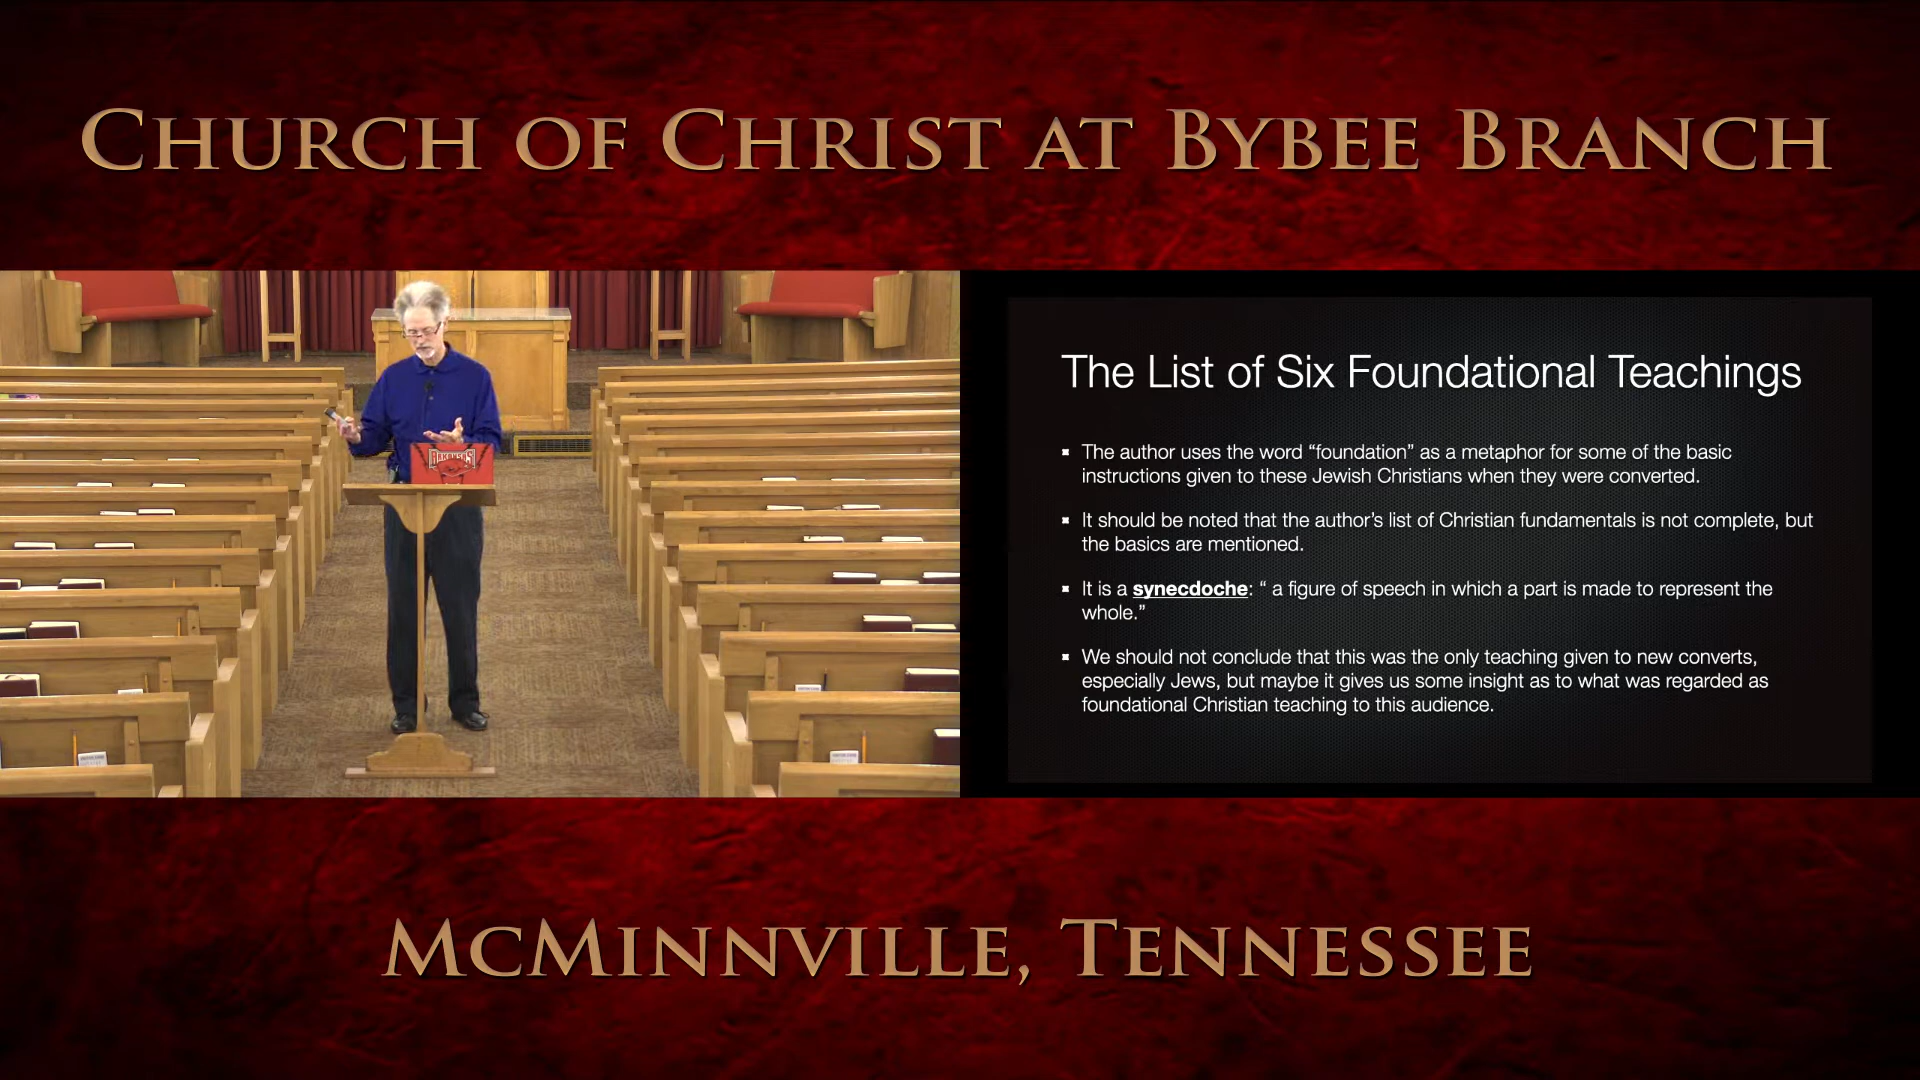 CHURCH OF CHRIST AT BYBEE BRANCH
ARKANSAS
The List of Six Foundational Teachings
▪ The author uses the word “foundation” as a metaphor for some of the basic
instructions given to these Jewish Christians when they were converted.
▪ It should be noted that the author’s list of Christian fundamentals is not complete, but
the basics are mentioned.
▪ It is a synecdoche: “ a figure of speech in which a part is made to represent the
whole.”
▪ We should not conclude that this was the only teaching given to new converts,
especially Jews, but maybe it gives us some insight as to what was regarded as
foundational Christian teaching to this audience.
MCMINNVILLE, TENNESSEE